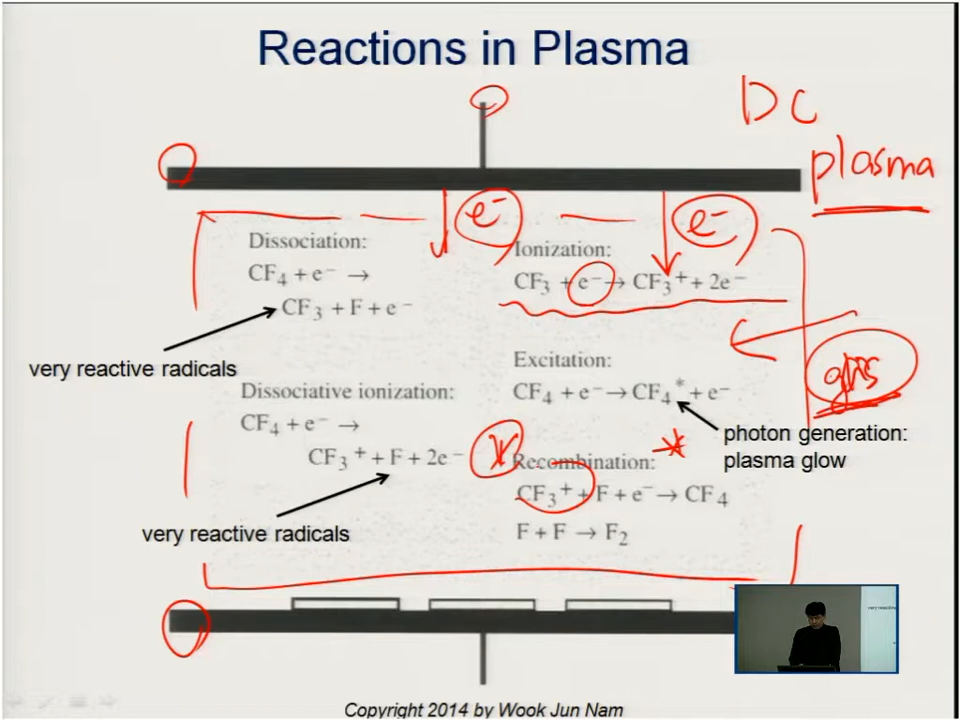 Reactions in Plasma
DC
plasma
e⁻
e⁻
Dissociation:
CF₄ + e⁻ →
CF₃ + F + e⁻
very reactive radicals
Ionization:
CF₃ + e⁻ → CF₃⁺ + 2e⁻
gas
Dissociative ionization:
CF₄ + e⁻ →
CF₃⁺ + F + 2e⁻
very reactive radicals
Excitation:
CF₄ + e⁻ → CF₄* + e⁻
photon generation:
plasma glow
Recombination:
CF₃⁺ + F + e⁻ → CF₄
F + F → F₂
very reactive
Copyright 2014 by Wook Jun Nam